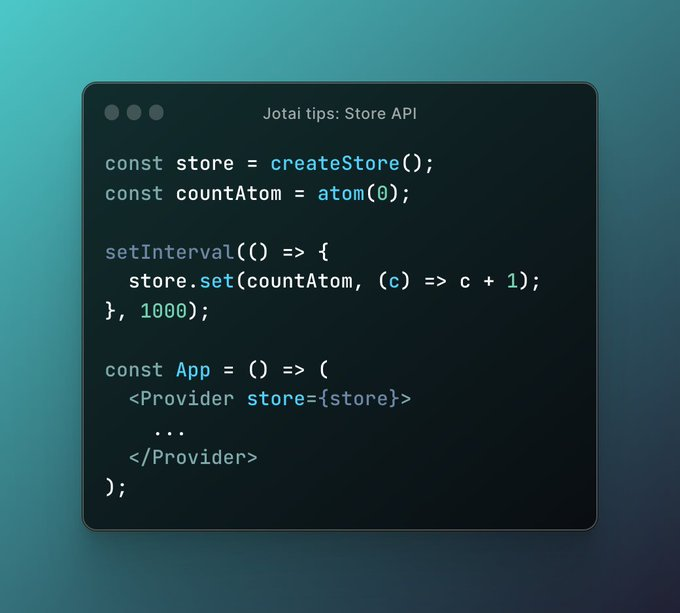 Jotai tips: Store API
const store = createStore();
const countAtom = atom(0);
setInterval(() => {
  store.set(countAtom, (c) => c + 1);
}, 1000);
const App = () => (
  <Provider store={store}>
    ...
  </Provider>
);